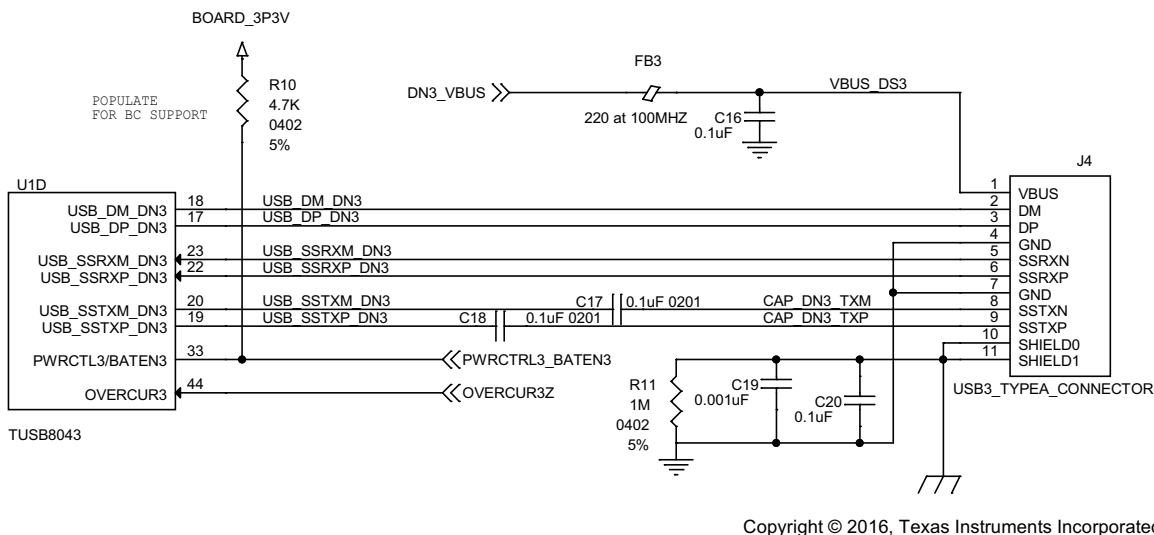 BOARD_3P3V
R10
4.7K
0402
5%
POPULATE
FOR BC SUPPORT
FB3
DN3_VBUS
220 at 100MHZ
VBUS_DS3
C16
0.1uF
J4
U1D
USB_DM_DN3
USB_DP_DN3
USB_SSRXM_DN3
USB_SSRXP_DN3
USB_SSTXM_DN3
USB_SSTXP_DN3
PWRCTL3/BATEN3
OVERCUR3
TUSB8043
18
17
23
22
20
19
33
44
USB_DM_DN3
USB_DP_DN3
USB_SSRXM_DN3
USB_SSRXP_DN3
USB_SSTXM_DN3
USB_SSTXP_DN3
C17
0.1uF 0201
C18
0.1uF 0201
CAP_DN3_TXM
CAP_DN3_TXP
PWRCTRL3_BATEN3
OVERCUR3Z
R11
1M
0402
5%
C19
0.001uF
C20
0.1uF
1
2
3
4
5
6
7
8
9
10
11
VBUS
DM
DP
GND
SSRXN
SSRXP
GND
SSTXN
SSTXP
SHIELD0
SHIELD1
USB3_TYPEA_CONNECTOR
Copyright © 2016, Texas Instruments Incorporated